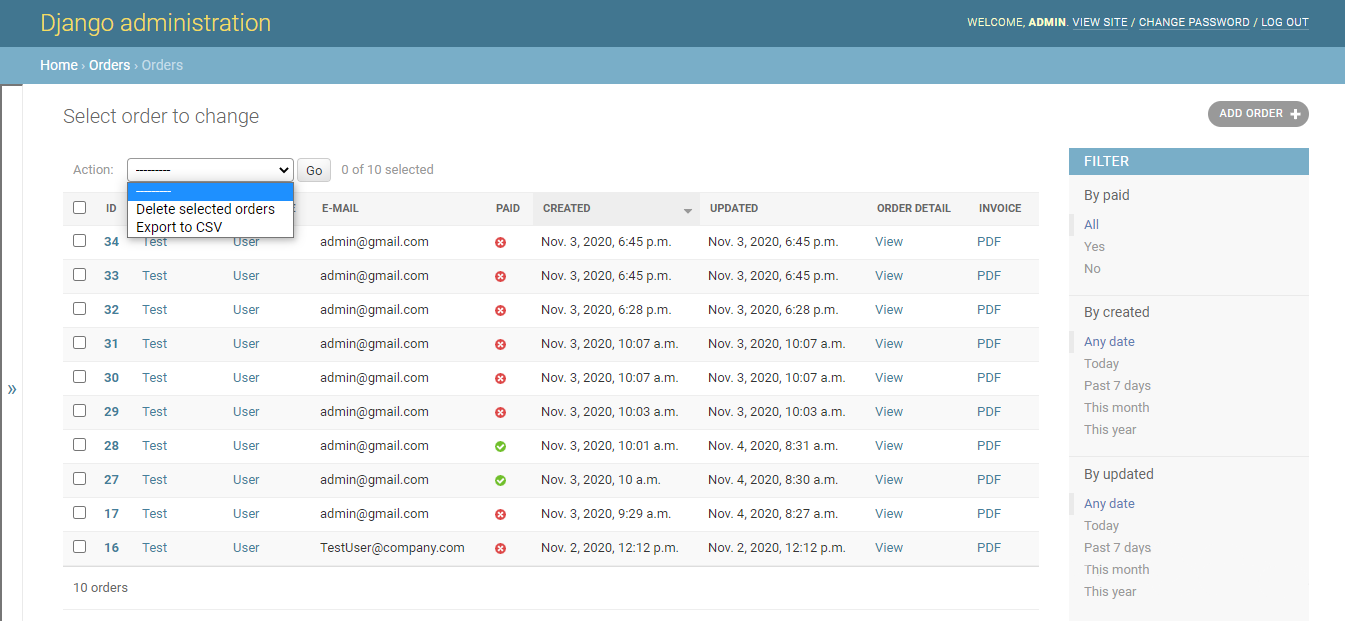 Django administration
WELCOME, ADMIN. VIEW SITE / CHANGE PASSWORD / LOG OUT
Home › Orders › Orders
Select order to change
ADD ORDER +
Action: --------- Go 0 of 10 selected
---------
Delete selected orders
Export to CSV
ID E-MAIL PAID CREATED UPDATED ORDER DETAIL INVOICE
34 Test User admin@gmail.com Nov. 3, 2020, 6:45 p.m. Nov. 3, 2020, 6:45 p.m. View PDF
33 Test User admin@gmail.com Nov. 3, 2020, 6:45 p.m. Nov. 3, 2020, 6:45 p.m. View PDF
32 Test User admin@gmail.com Nov. 3, 2020, 6:28 p.m. Nov. 3, 2020, 6:28 p.m. View PDF
31 Test User admin@gmail.com Nov. 3, 2020, 10:07 a.m. Nov. 3, 2020, 10:07 a.m. View PDF
30 Test User admin@gmail.com Nov. 3, 2020, 10:07 a.m. Nov. 3, 2020, 10:07 a.m. View PDF
29 Test User admin@gmail.com Nov. 3, 2020, 10:03 a.m. Nov. 3, 2020, 10:03 a.m. View PDF
28 Test User admin@gmail.com Nov. 3, 2020, 10:01 a.m. Nov. 4, 2020, 8:31 a.m. View PDF
27 Test User admin@gmail.com Nov. 3, 2020, 10 a.m. Nov. 4, 2020, 8:30 a.m. View PDF
17 Test User admin@gmail.com Nov. 3, 2020, 9:29 a.m. Nov. 4, 2020, 8:27 a.m. View PDF
16 Test User TestUser@company.com Nov. 2, 2020, 12:12 p.m. Nov. 2, 2020, 12:12 p.m. View PDF
10 orders
»
FILTER
By paid
All
Yes
No
By created
Any date
Today
Past 7 days
This month
This year
By updated
Any date
Today
Past 7 days
This month
This year